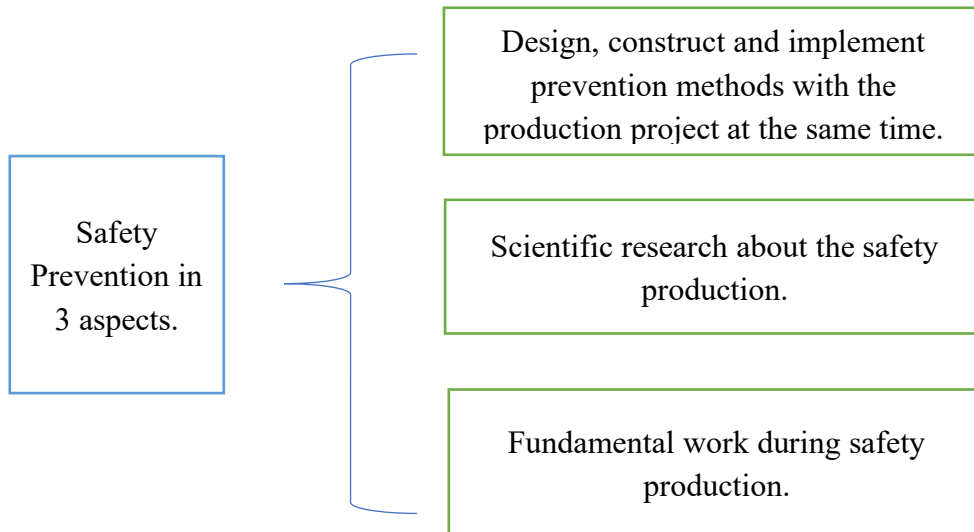 Design, construct and implement
prevention methods with the
production project at the same time.
Safety
Prevention in
3 aspects.
Scientific research about the safety
production.
Fundamental work during safety
production.